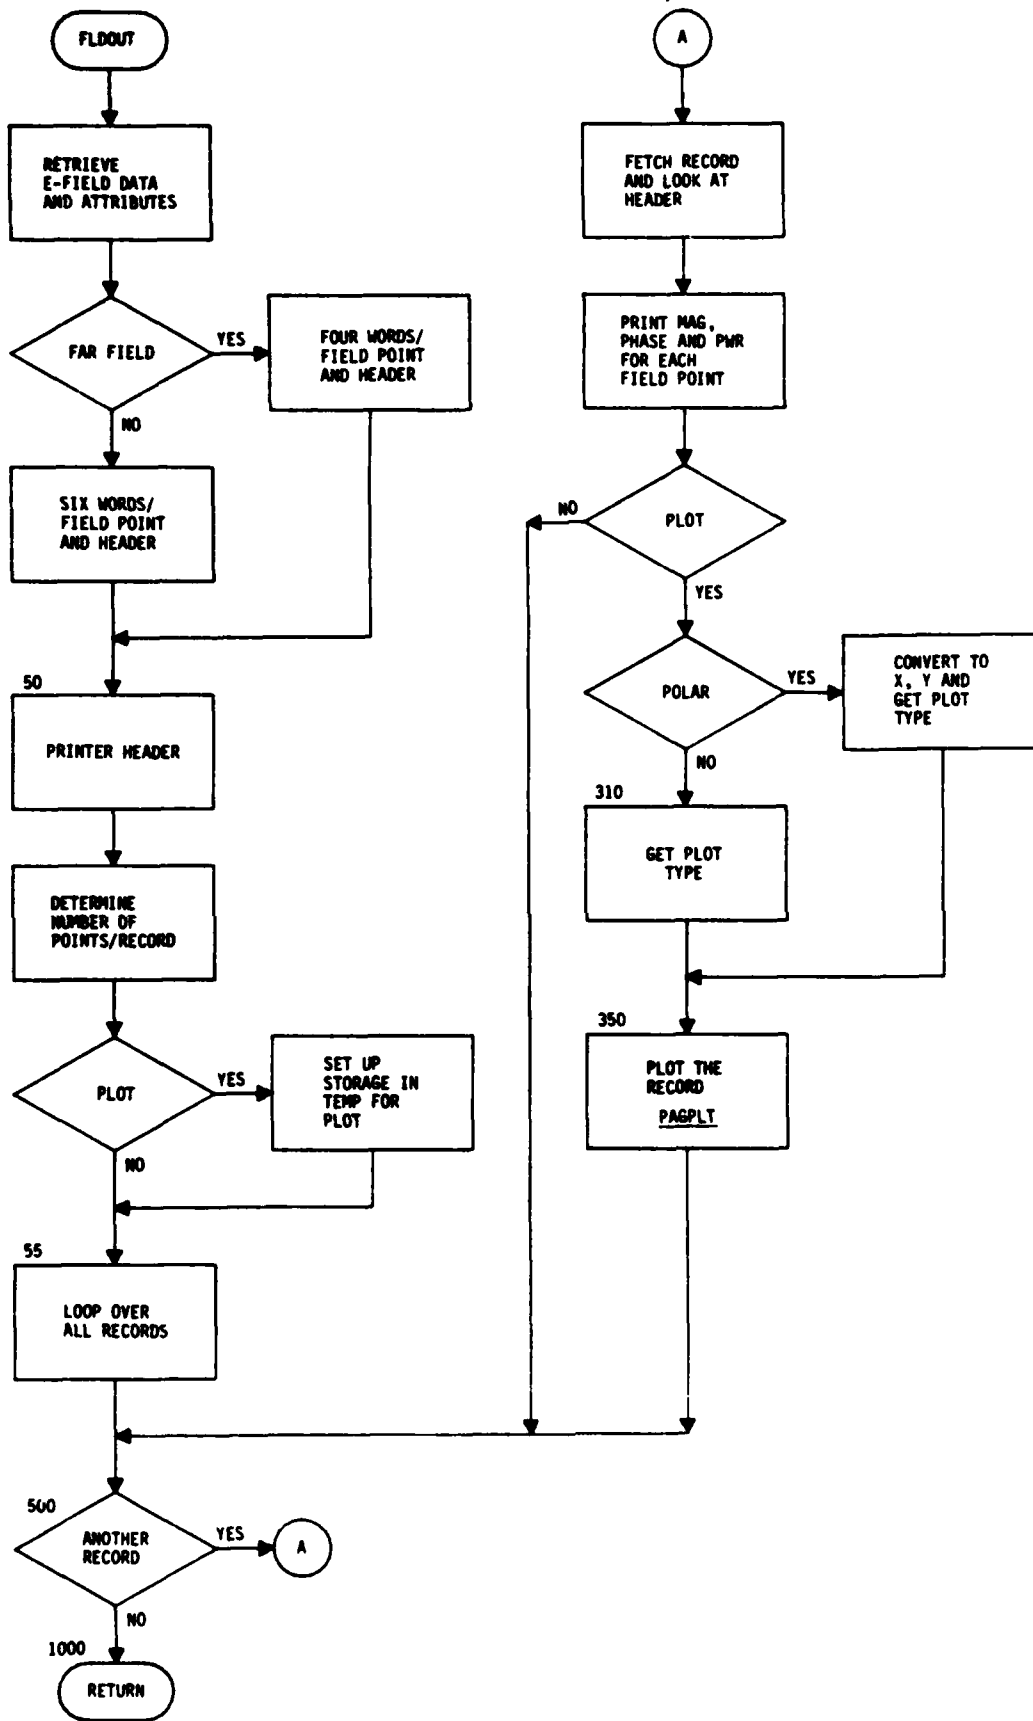 FLDOUT
RETRIEVE
E-FIELD DATA
AND ATTRIBUTES
FAR FIELD
YES
FOUR WORDS/
FIELD POINT
AND HEADER
NO
SIX WORDS/
FIELD POINT
AND HEADER
50
PRINTER HEADER
DETERMINE
NUMBER OF
POINTS/RECORD
PLOT
YES
SET UP
STORAGE IN
TEMP FOR
PLOT
NO
55
LOOP OVER
ALL RECORDS
500
ANOTHER
RECORD
YES
A
NO
1000
RETURN
A
FETCH RECORD
AND LOOK AT
HEADER
PRINT MAG,
PHASE AND PWR
FOR EACH
FIELD POINT
NO
PLOT
YES
POLAR
YES
CONVERT TO
X, Y AND
GET PLOT
TYPE
NO
310
GET PLOT
TYPE
350
PLOT THE
RECORD
PAGPLT